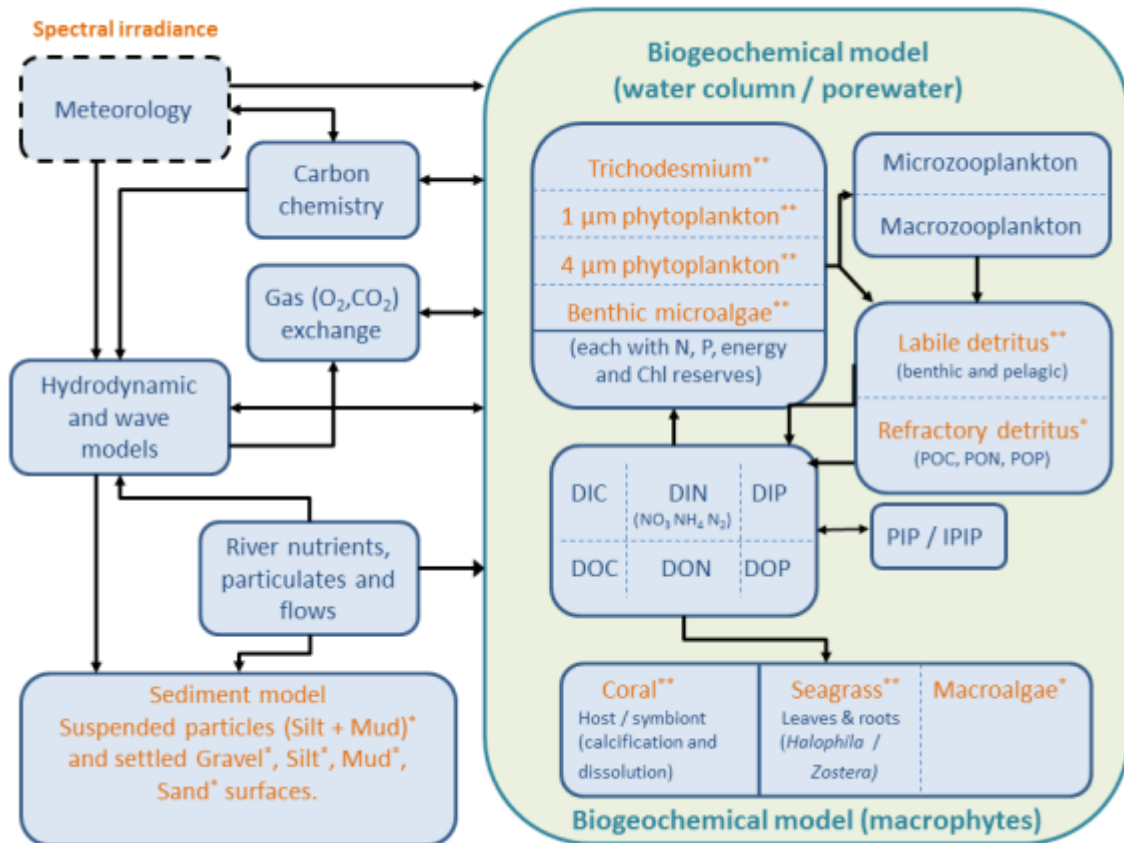 Spectral irradiance
Meteorology
Carbon
chemistry
Gas (O₂,CO₂)
exchange
Hydrodynamic
and wave
models
River nutrients,
particulates and
flows
Sediment model
Suspended particles (Silt + Mud)*
and settled Gravel*, Silt*, Mud*,
Sand* surfaces.
Biogeochemical model
(water column / porewater)
Trichodesmium**
1 µm phytoplankton**
4 µm phytoplankton**
Benthic microalgae**
(each with N, P, energy
and Chl reserves)
Microzooplankton
Macrozooplankton
Labile detritus**
(benthic and pelagic)
Refractory detritus*
(POC, PON, POP)
DIC DIN DIP
(NO₃ NH₄ N₂)
DOC DON DOP
PIP / IPIP
Coral**
Host / symbiont
(calcification and
dissolution)
Seagrass**
Leaves & roots
(Halophila /
Zostera)
Macroalgae*
Biogeochemical model (macrophytes)